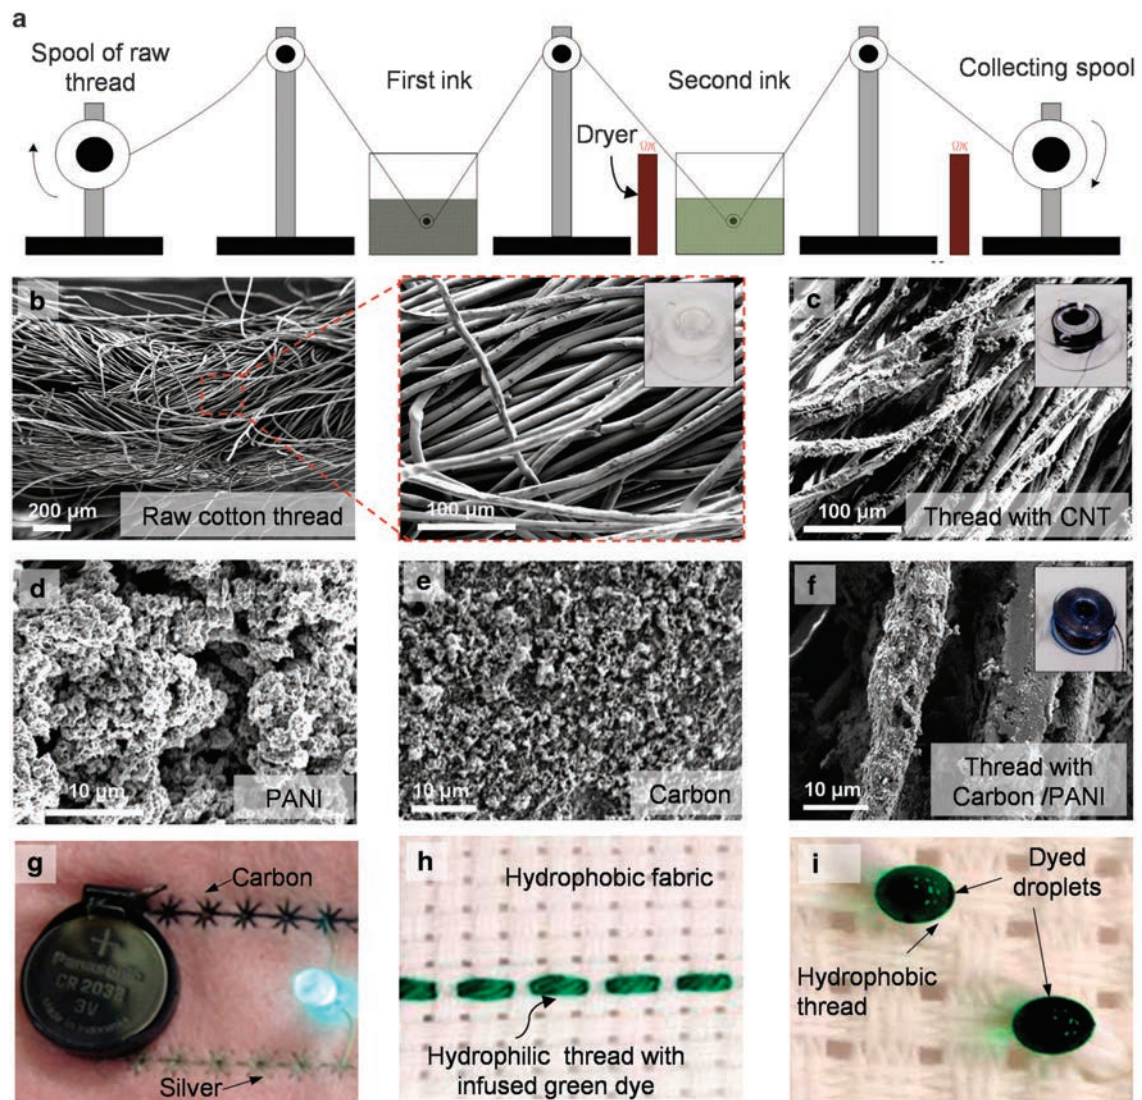 a
Spool of raw
thread
First ink
Second ink
Dryer
Collecting spool
b
200 µm
Raw cotton thread
100 µm
c
100 µm
Thread with CNT
d
10 µm
PANI
e
10 µm
Carbon
f
10 µm
Thread with
Carbon /PANI
g
Carbon
Panasonic
CR 2032
3V
Silver
h
Hydrophobic fabric
Hydrophilic thread with
infused green dye
i
Dyed
droplets
Hydrophobic
thread